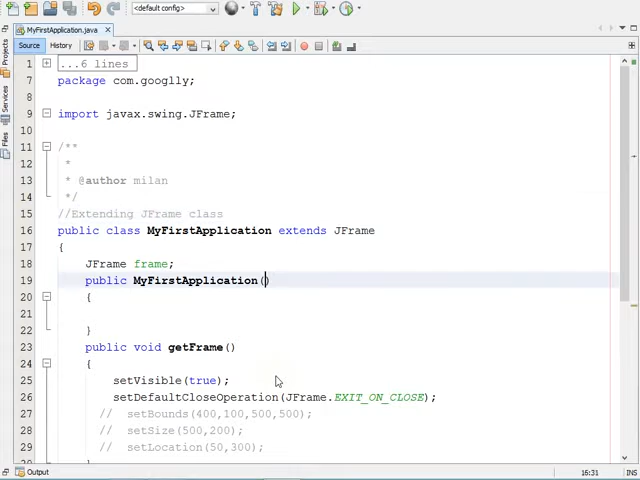 <default config>
MyFirstApplication.java
Source History
Projects
Services
Files
1 ...6 lines
7 package com.googlly;
8
9 import javax.swing.JFrame;
10
11 /**
12 *
13 * @author milan
14 */
15 //Extending JFrame class
16 public class MyFirstApplication extends JFrame
17 {
18 JFrame frame;
19 public MyFirstApplication()
20 {
21
22 }
23 public void getFrame()
24 {
25 setVisible(true);
26 setDefaultCloseOperation(JFrame.EXIT_ON_CLOSE);
27 // setBounds(400,100,500,500);
28 // setSize(500,200);
29 // setLocation(50,300);
Output
16:31